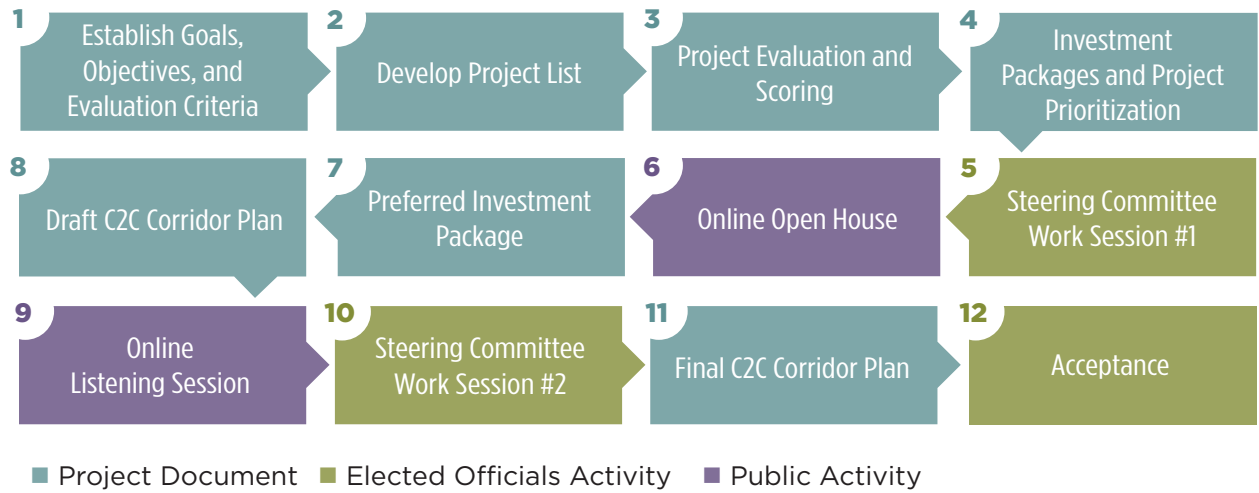 1
Establish Goals,
Objectives, and
Evaluation Criteria
2
Develop Project List
3
Project Evaluation and
Scoring
4
Investment
Packages and Project
Prioritization
5
Steering Committee
Work Session #1
6
Online Open House
7
Preferred Investment
Package
8
Draft C2C Corridor Plan
9
Online
Listening Session
10
Steering Committee
Work Session #2
11
Final C2C Corridor Plan
12
Acceptance
Project Document
Elected Officials Activity
Public Activity